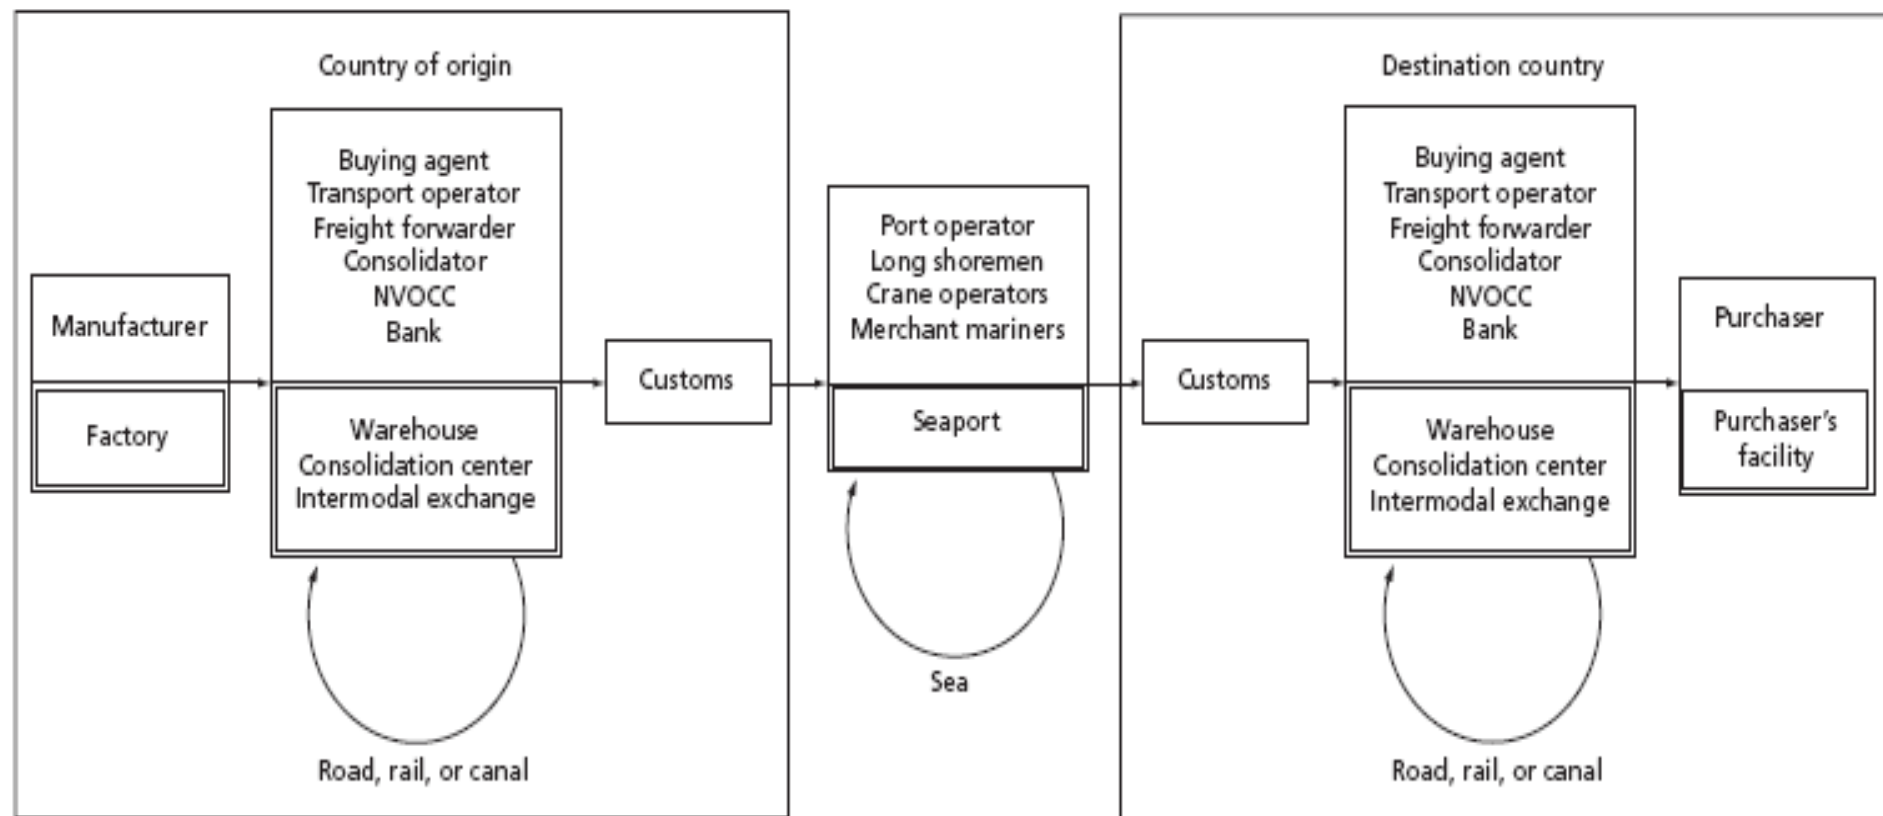 Country of origin
Manufacturer
Factory
Buying agent
Transport operator
Freight forwarder
Consolidator
NVOCC
Bank
Warehouse
Consolidation center
Intermodal exchange
Road, rail, or canal
Customs
Port operator
Long shoremen
Crane operators
Merchant mariners
Seaport
Sea
Destination country
Customs
Buying agent
Transport operator
Freight forwarder
Consolidator
NVOCC
Bank
Warehouse
Consolidation center
Intermodal exchange
Road, rail, or canal
Purchaser
Purchaser's
facility